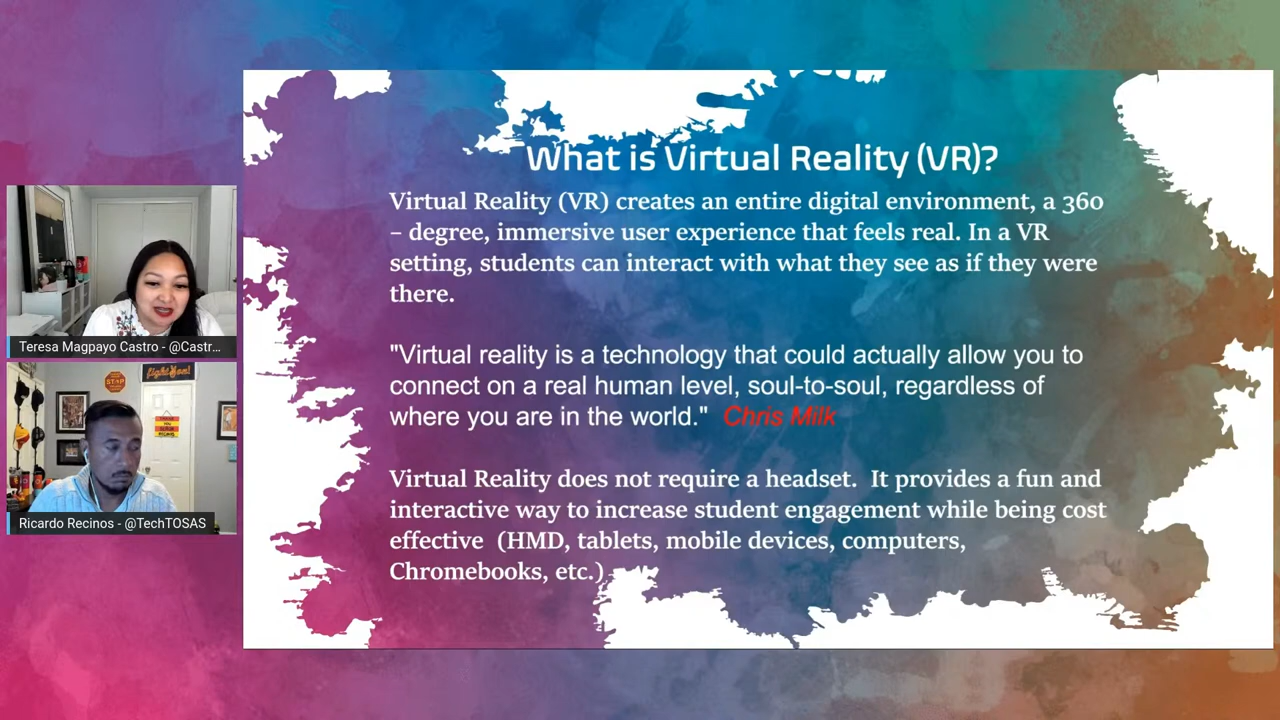 What is Virtual Reality (VR)?
Virtual Reality (VR) creates an entire digital environment, a 360
– degree, immersive user experience that feels real. In a VR
setting, students can interact with what they see as if they were
there.
"Virtual reality is a technology that could actually allow you to
connect on a real human level, soul-to-soul, regardless of
where you are in the world." Chris Milk
Virtual Reality does not require a headset. It provides a fun and
interactive way to increase student engagement while being cost
effective (HMD, tablets, mobile devices, computers,
Chromebooks, etc.)
Teresa Magpayo Castro - @Castr...
STOP
fight on!
Ricardo Recinos - @TechTOSAS